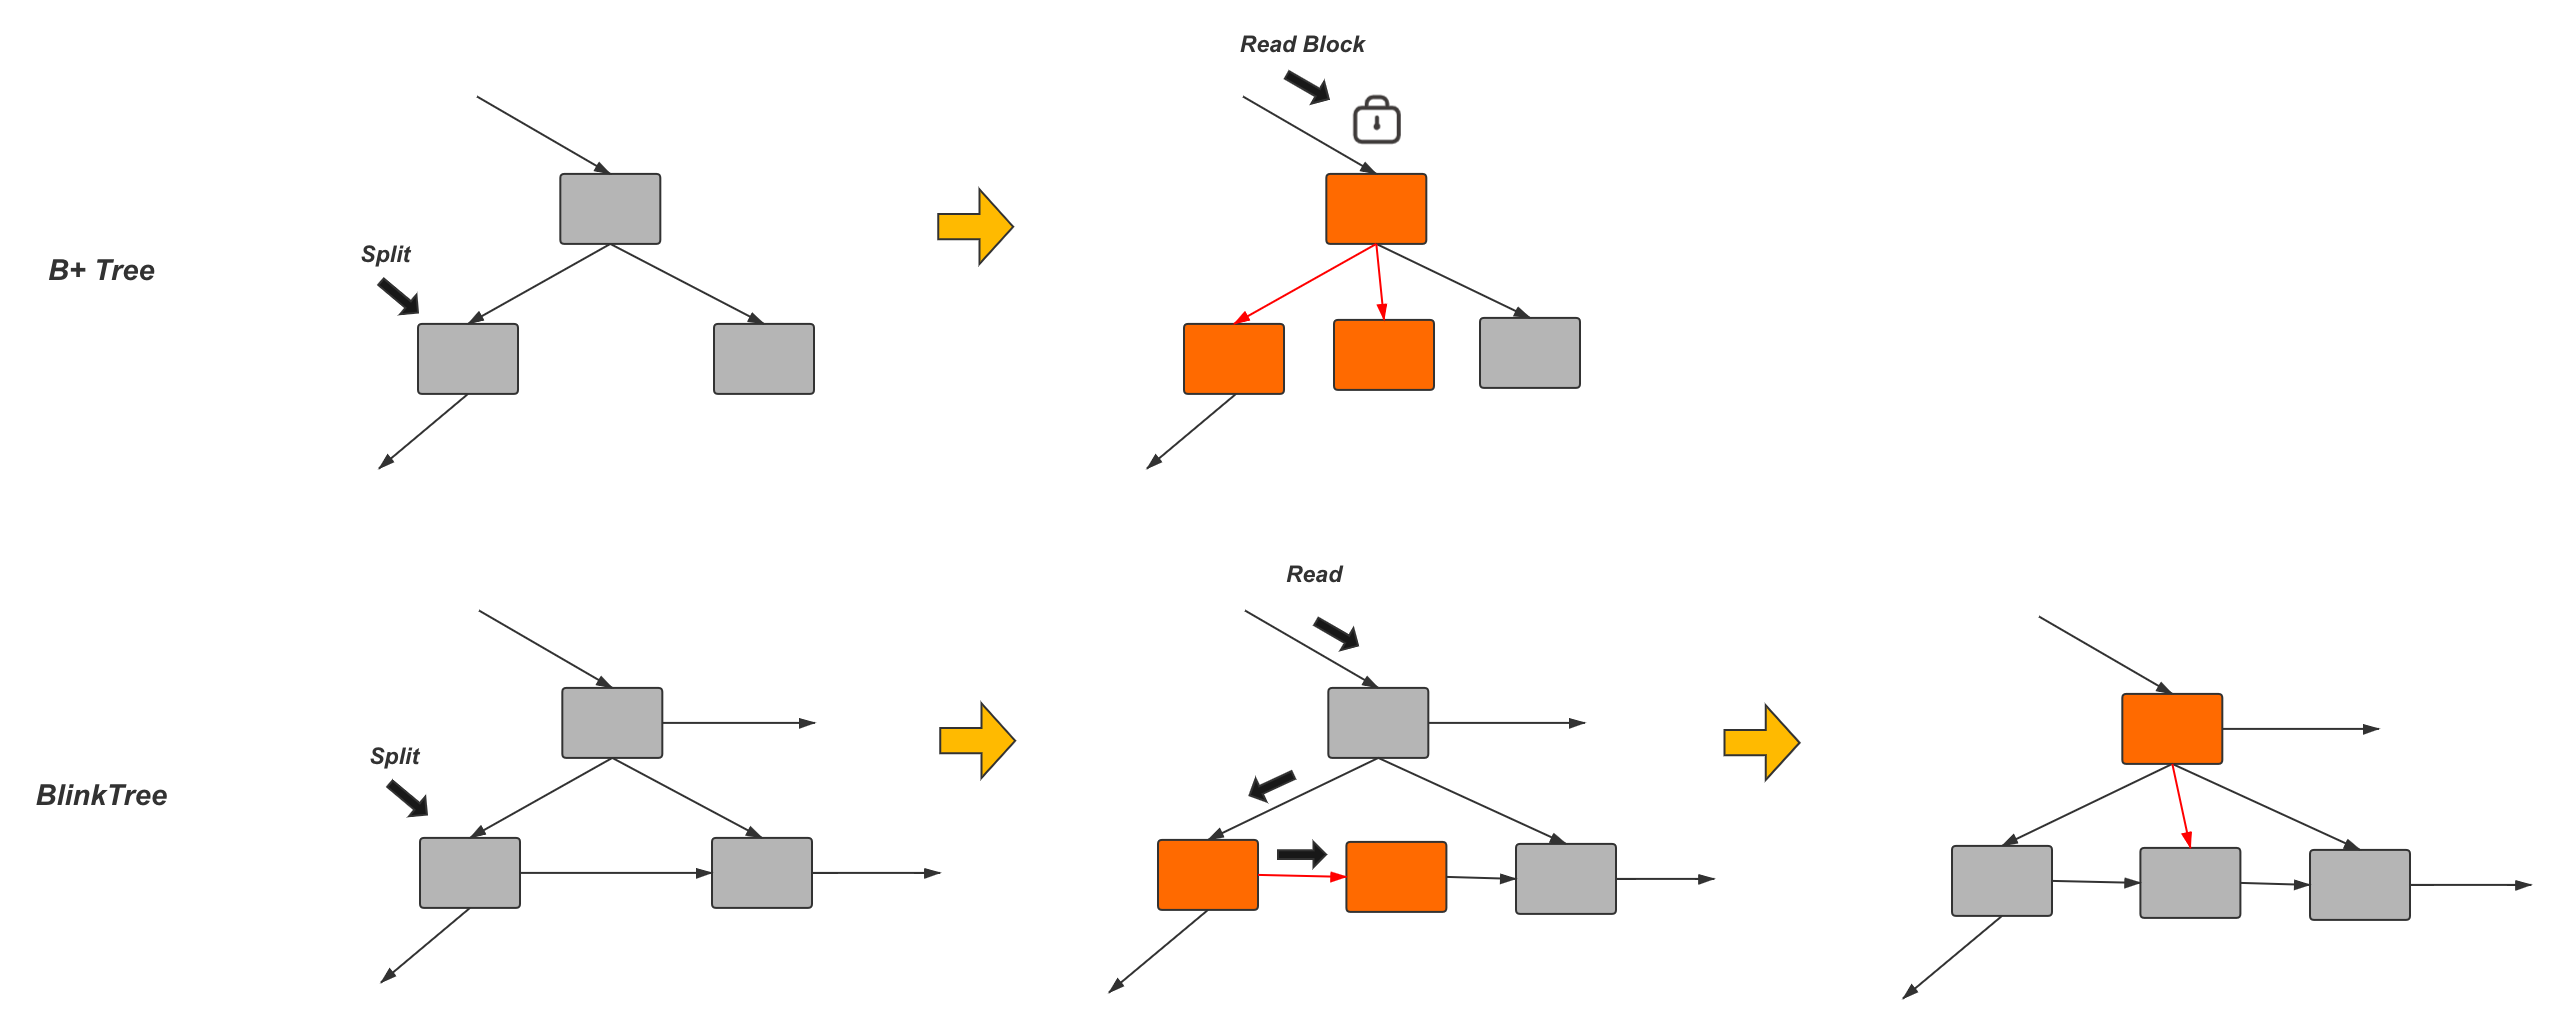 Read Block
Split
B+ Tree
Read
Split
BlinkTree